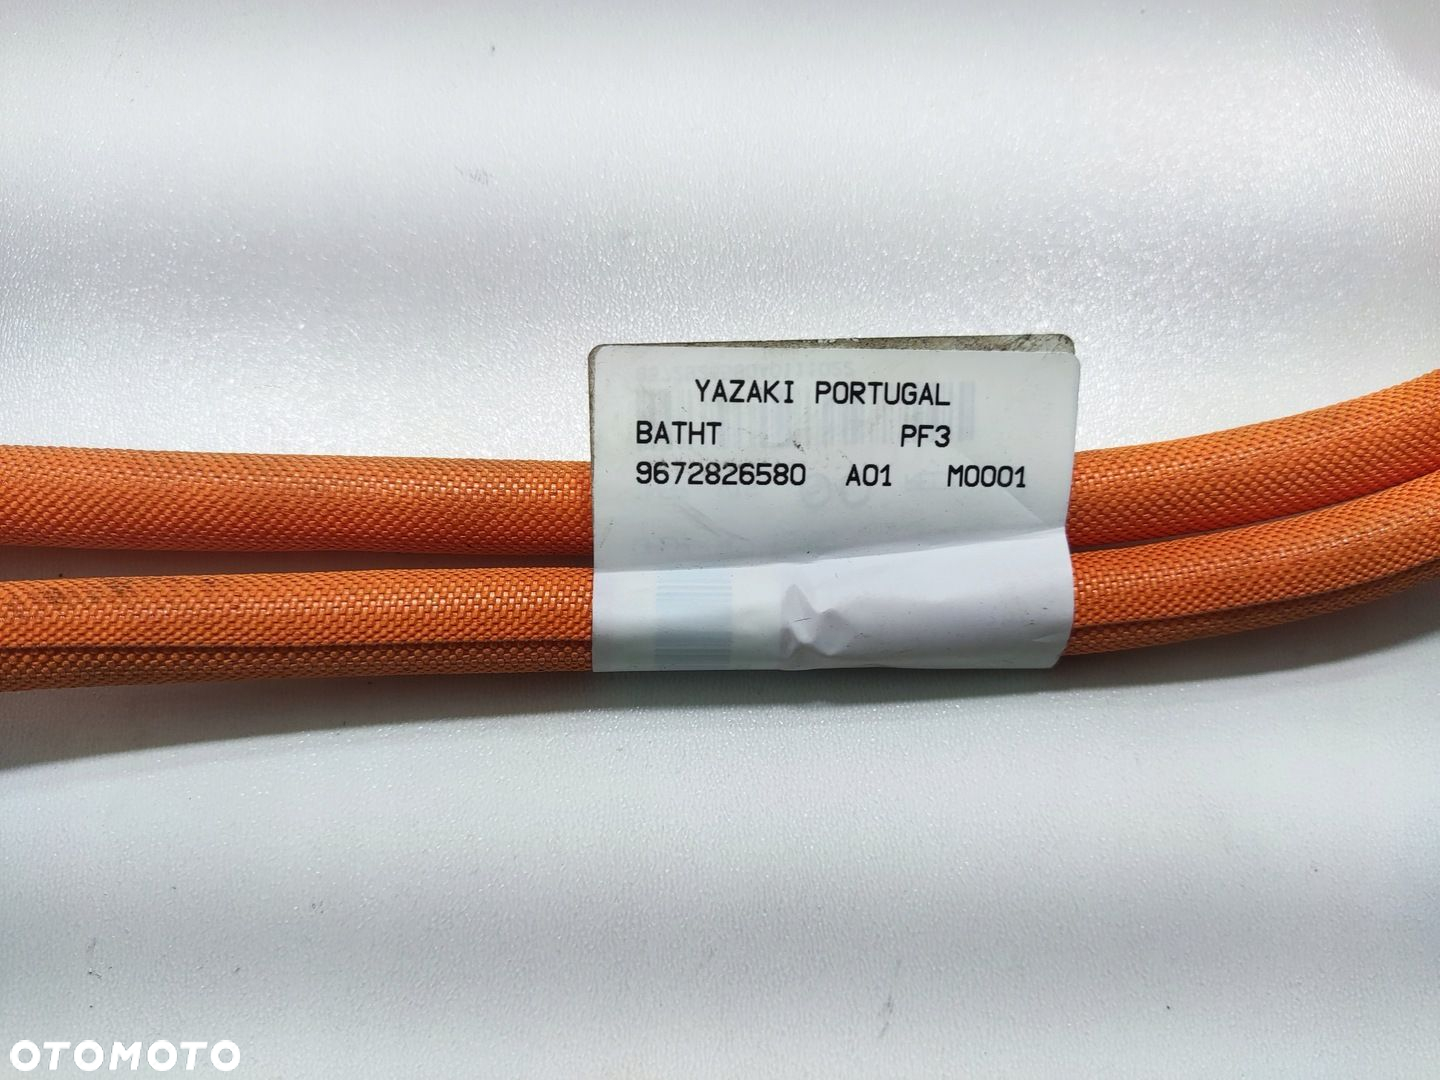 YAZAKI PORTUGAL
BATHT PF3
9672826580 A01 M0001
OTOMOTO